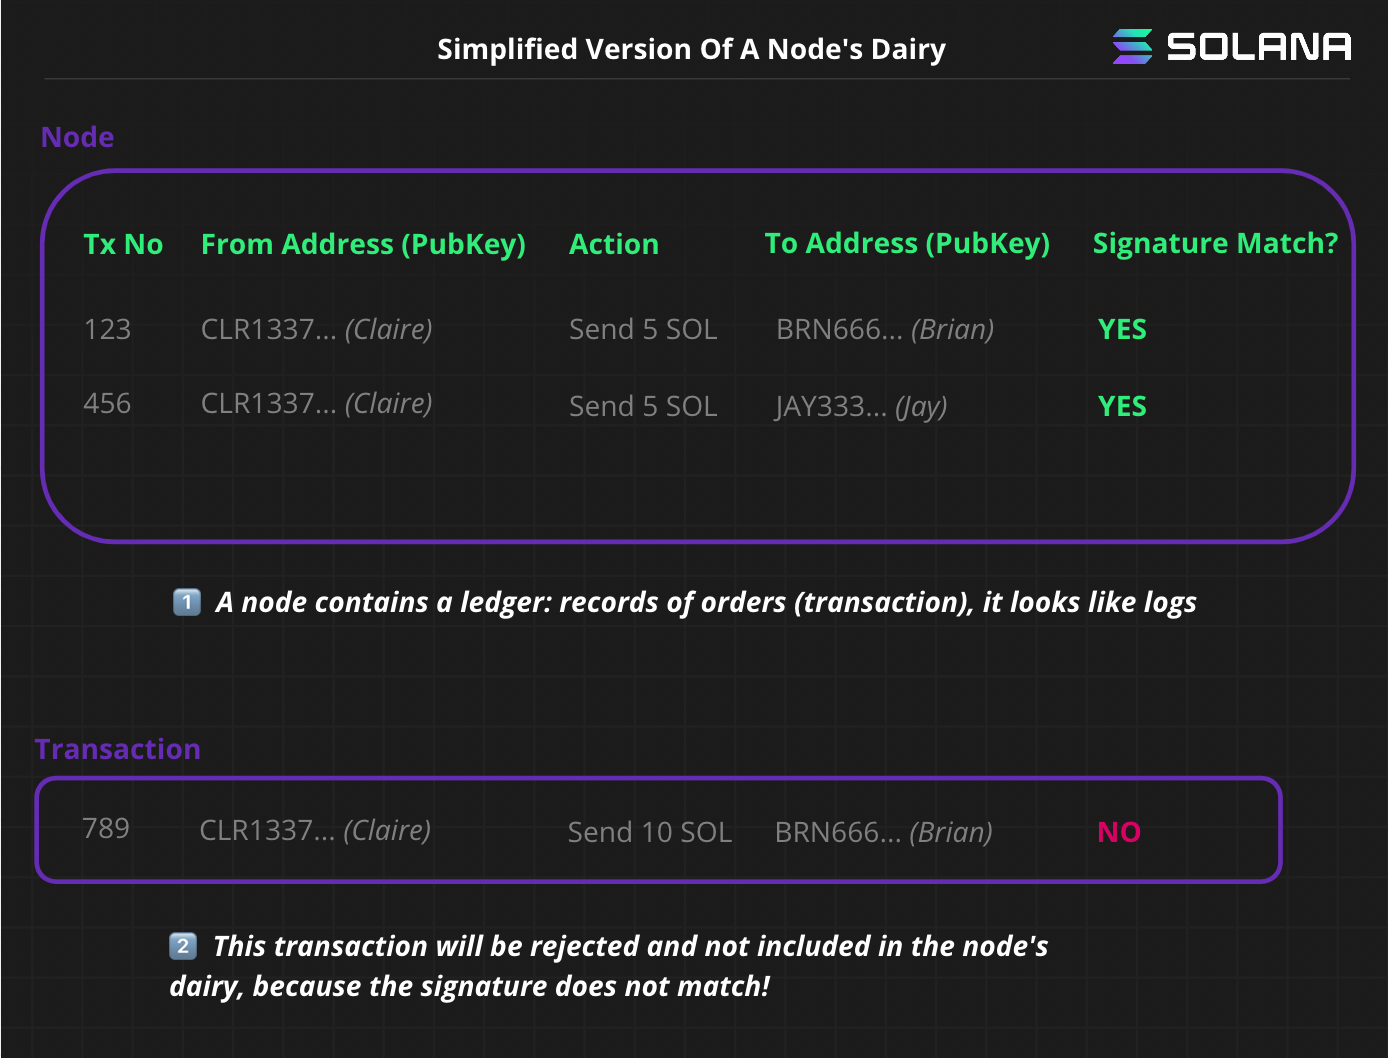 Simplified Version Of A Node's Dairy
SOLANA
Node
Tx No From Address (PubKey) Action To Address (PubKey) Signature Match?
123 CLR1337... (Claire) Send 5 SOL BRN666... (Brian) YES
456 CLR1337... (Claire) Send 5 SOL JAY333... (Jay) YES
1 A node contains a ledger: records of orders (transaction), it looks like logs
Transaction
789 CLR1337... (Claire) Send 10 SOL BRN666... (Brian) NO
2 This transaction will be rejected and not included in the node's
dairy, because the signature does not match!